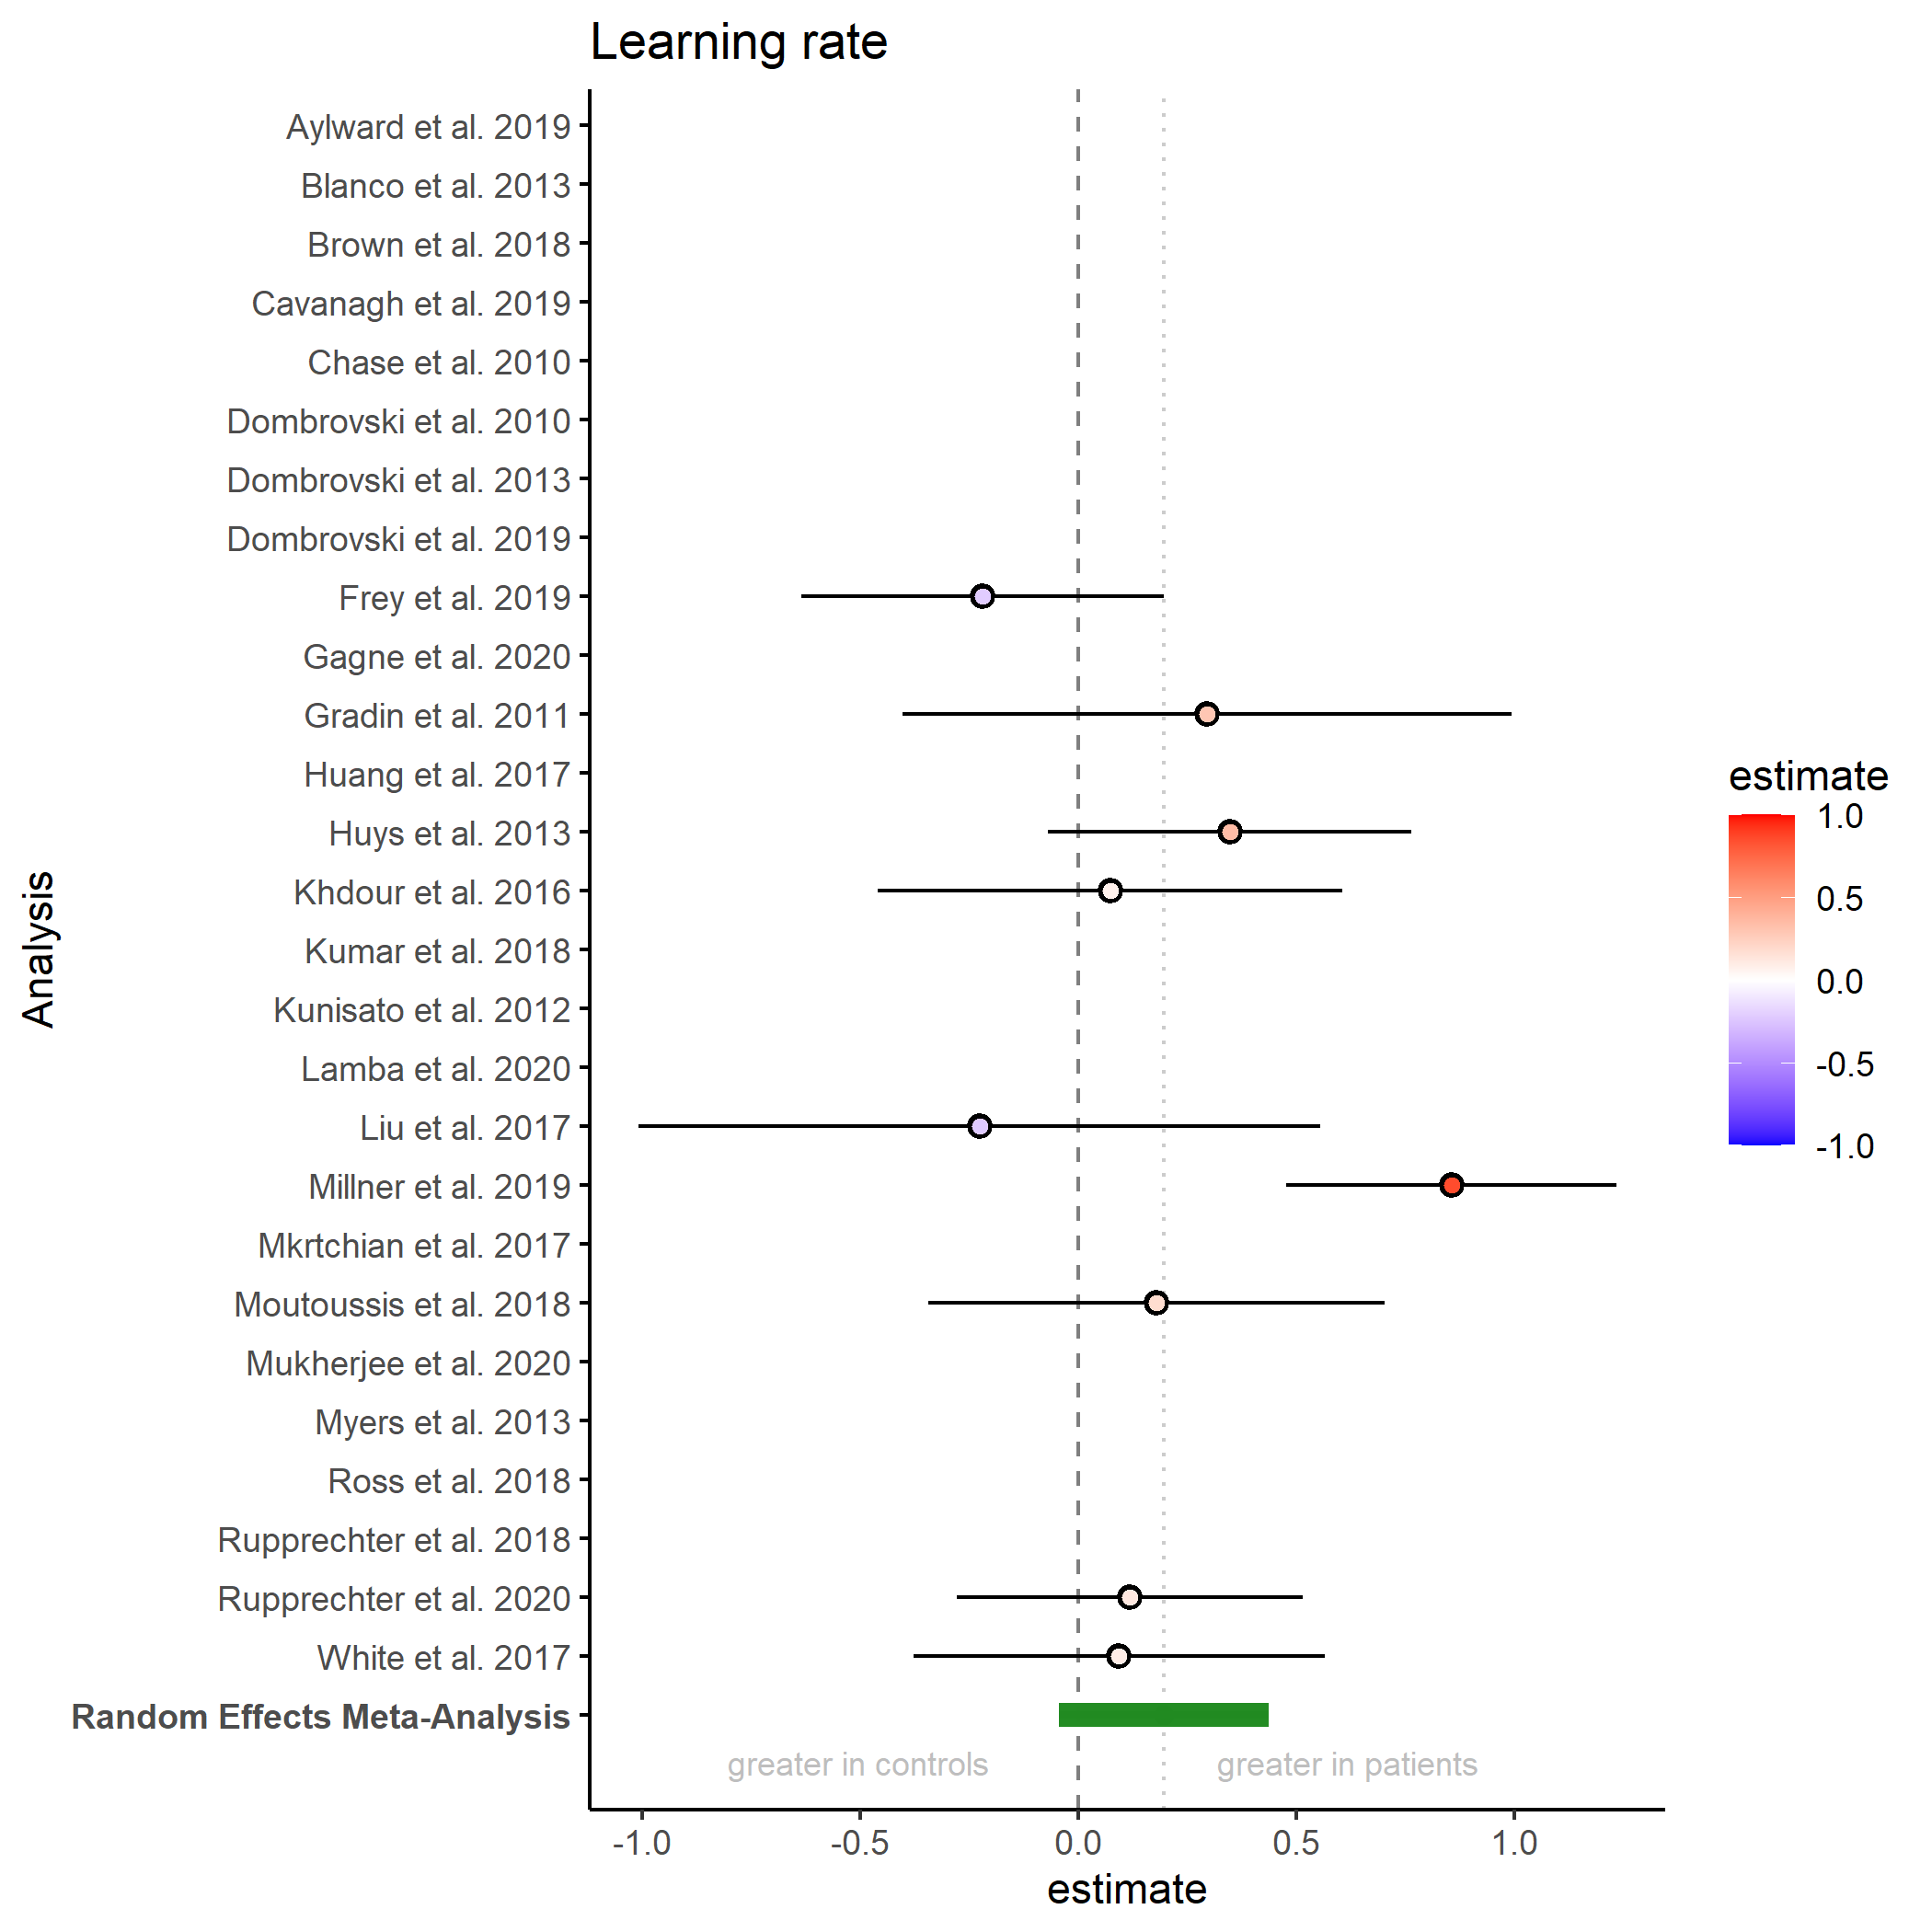 Learning rate
Aylward et al. 2019
Blanco et al. 2013
Brown et al. 2018
Cavanagh et al. 2019
Chase et al. 2010
Dombrovski et al. 2010
Dombrovski et al. 2013
Dombrovski et al. 2019
Frey et al. 2019
Gagne et al. 2020
Gradin et al. 2011
Huang et al. 2017
Huys et al. 2013
Khdour et al. 2016
Kumar et al. 2018
Kunisato et al. 2012
Lamba et al. 2020
Liu et al. 2017
Millner et al. 2019
Mkrtchian et al. 2017
Moutoussis et al. 2018
Mukherjee et al. 2020
Myers et al. 2013
Ross et al. 2018
Rupprechter et al. 2018
Rupprechter et al. 2020
White et al. 2017
Random Effects Meta-Analysis
Analysis
greater in controls
greater in patients
-1.0
-0.5
0.0
0.5
1.0
estimate
estimate
1.0
0.5
0.0
-0.5
-1.0